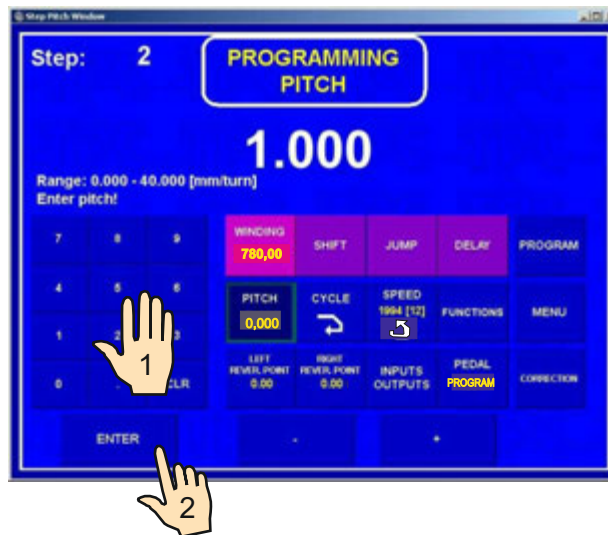 Step Pitch Window
Step: 2
PROGRAMMING
PITCH
1.000
Range: 0.000 - 40.000 [mm/turn]
Enter pitch!
7 8 9
WINDING
780,00
SHIFT
JUMP
DELAY
PROGRAM
4 5 6
PITCH
0,000
CYCLE
SPEED
1994 [12]
FUNCTIONS
MENU
1 2 3
0 . CLR
LEFT
REVER. POINT
0.00
RIGHT
REVER. POINT
0.00
INPUTS
OUTPUTS
PEDAL
PROGRAM
CORRECTION
ENTER
-
+
1
2